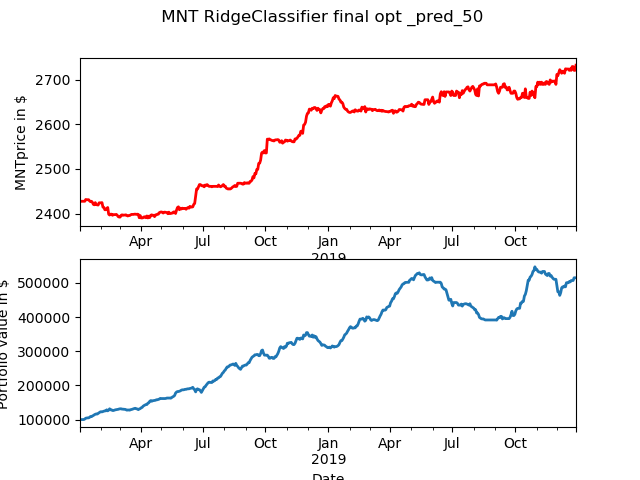 MNT RidgeClassifier final opt _pred_50
MNTprice in $
2700
2600
2500
2400
Apr Jul Oct Jan Apr Jul Oct
2019
Portfolio value in $
500000
400000
300000
200000
100000
Apr Jul Oct Jan Apr Jul Oct
2019
Date